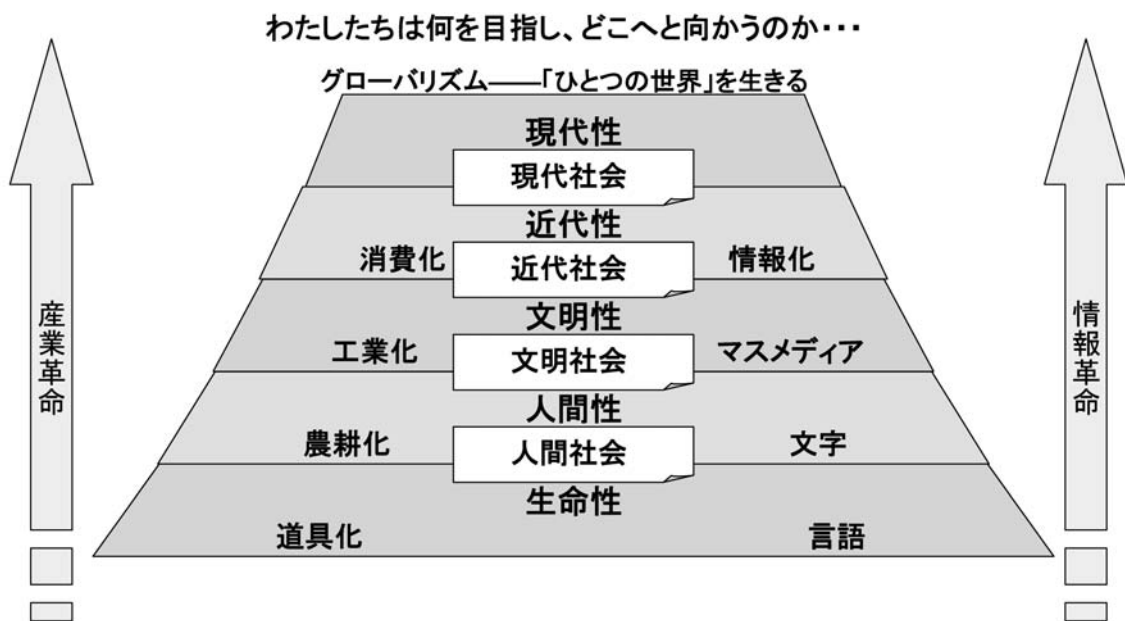 わたしたちは何を目指し、どこへと向かうのか・・・
グローバリズム――「ひとつの世界」を生きる
現代性
現代社会
近代性
消費化
近代社会
情報化
文明性
工業化
文明社会
マスメディア
人間性
農耕化
人間社会
文字
生命性
道具化
言語
産業革命
情報革命